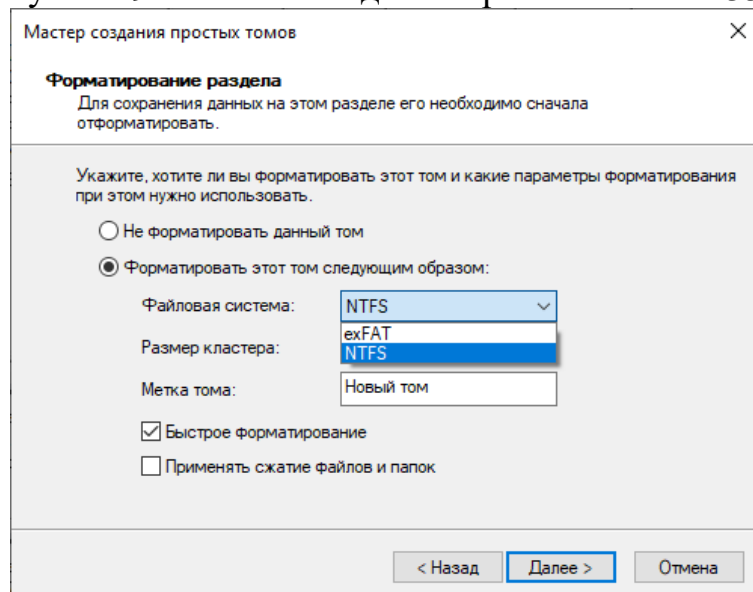 Мастер создания простых томов
Форматирование раздела
Для сохранения данных на этом разделе его необходимо сначала
отформатировать.
Укажите, хотите ли вы форматировать этот том и какие параметры форматирования
при этом нужно использовать.
Не форматировать данный том
Форматировать этот том следующим образом:
Файловая система: NTFS
exFAT
Размер кластера: NTFS
Метка тома: Новый том
Быстрое форматирование
Применять сжатие файлов и папок
< Назад Далее > Отмена